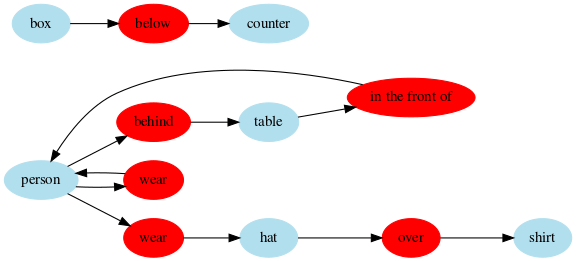 box
below
counter
in the front of
behind
table
person
wear
wear
hat
over
shirt